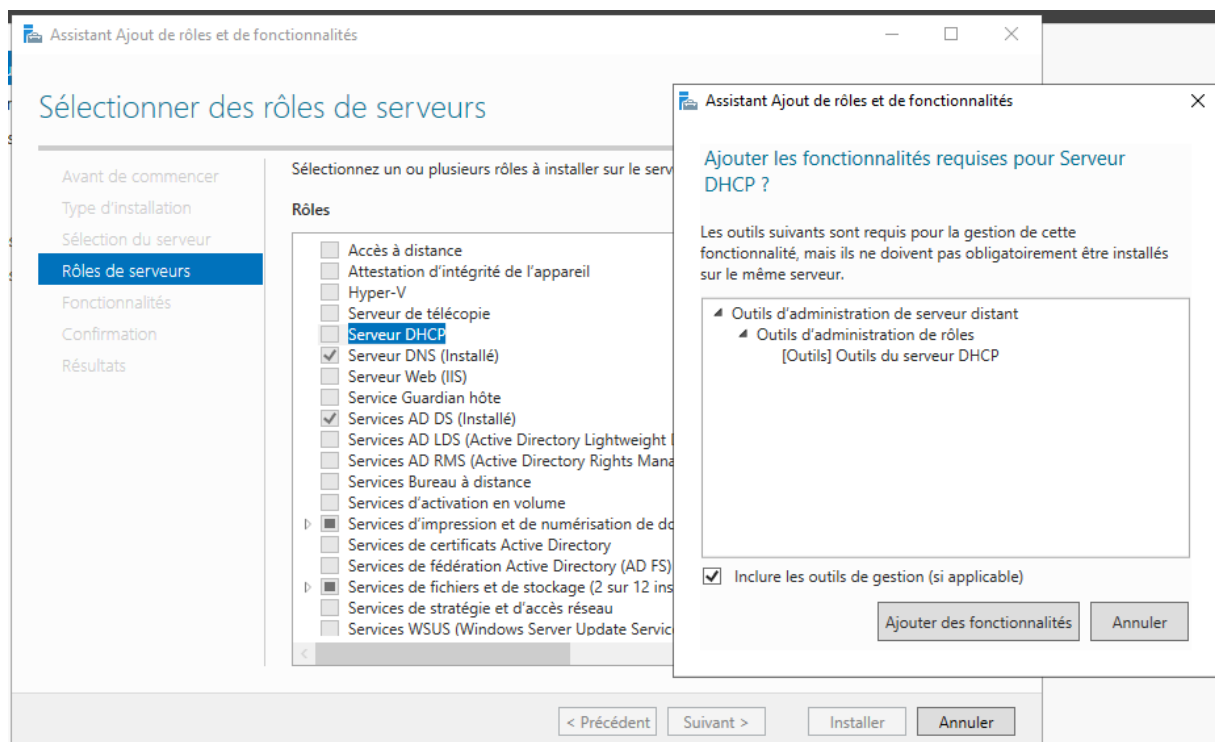 Assistant Ajout de rôles et de fonctionnalités
Sélectionner des rôles de serveurs
Avant de commencer
Type d'installation
Sélection du serveur
Rôles de serveurs
Fonctionnalités
Confirmation
Résultats
Sélectionnez un ou plusieurs rôles à installer sur le serv
Rôles
Accès à distance
Attestation d'intégrité de l'appareil
Hyper-V
Serveur de télécopie
Serveur DHCP
Serveur DNS (Installé)
Serveur Web (IIS)
Service Guardian hôte
Services AD DS (Installé)
Services AD LDS (Active Directory Lightweight
Services AD RMS (Active Directory Rights Mana
Services Bureau à distance
Services d'activation en volume
Services d'impression et de numérisation de do
Services de certificats Active Directory
Services de fédération Active Directory (AD FS)
Services de fichiers et de stockage (2 sur 12 ins
Services de stratégie et d'accès réseau
Services WSUS (Windows Server Update Servic
< Précédent
Suivant >
Installer
Annuler
Assistant Ajout de rôles et de fonctionnalités
Ajouter les fonctionnalités requises pour Serveur
DHCP ?
Les outils suivants sont requis pour la gestion de cette
fonctionnalité, mais ils ne doivent pas obligatoirement être installés
sur le même serveur.
Outils d'administration de serveur distant
Outils d'administration de rôles
[Outils] Outils du serveur DHCP
Inclure les outils de gestion (si applicable)
Ajouter des fonctionnalités
Annuler